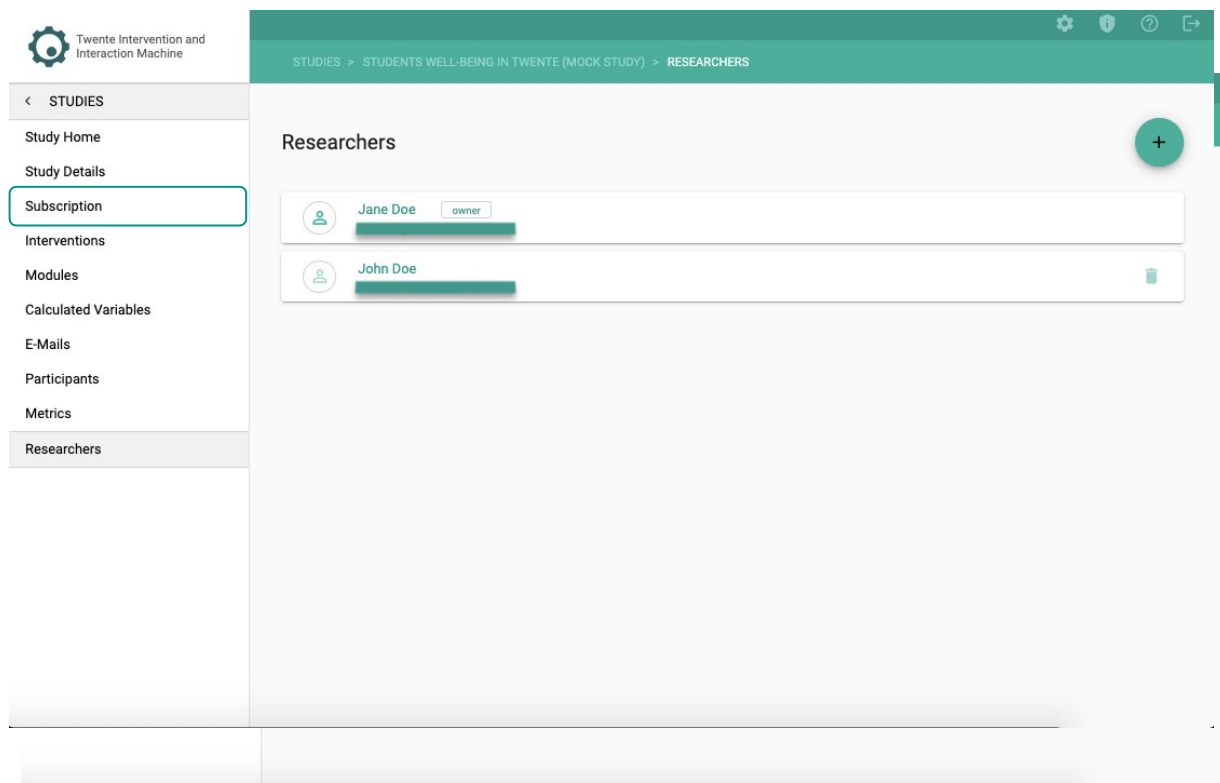 Twente Intervention and
Interaction Machine
STUDIES > STUDENTS WELL-BEING IN TWENTE (MOCK STUDY) > RESEARCHERS
< STUDIES
Study Home
Study Details
Subscription
Interventions
Modules
Calculated Variables
E-Mails
Participants
Metrics
Researchers
Researchers
+
Jane Doe owner
John Doe